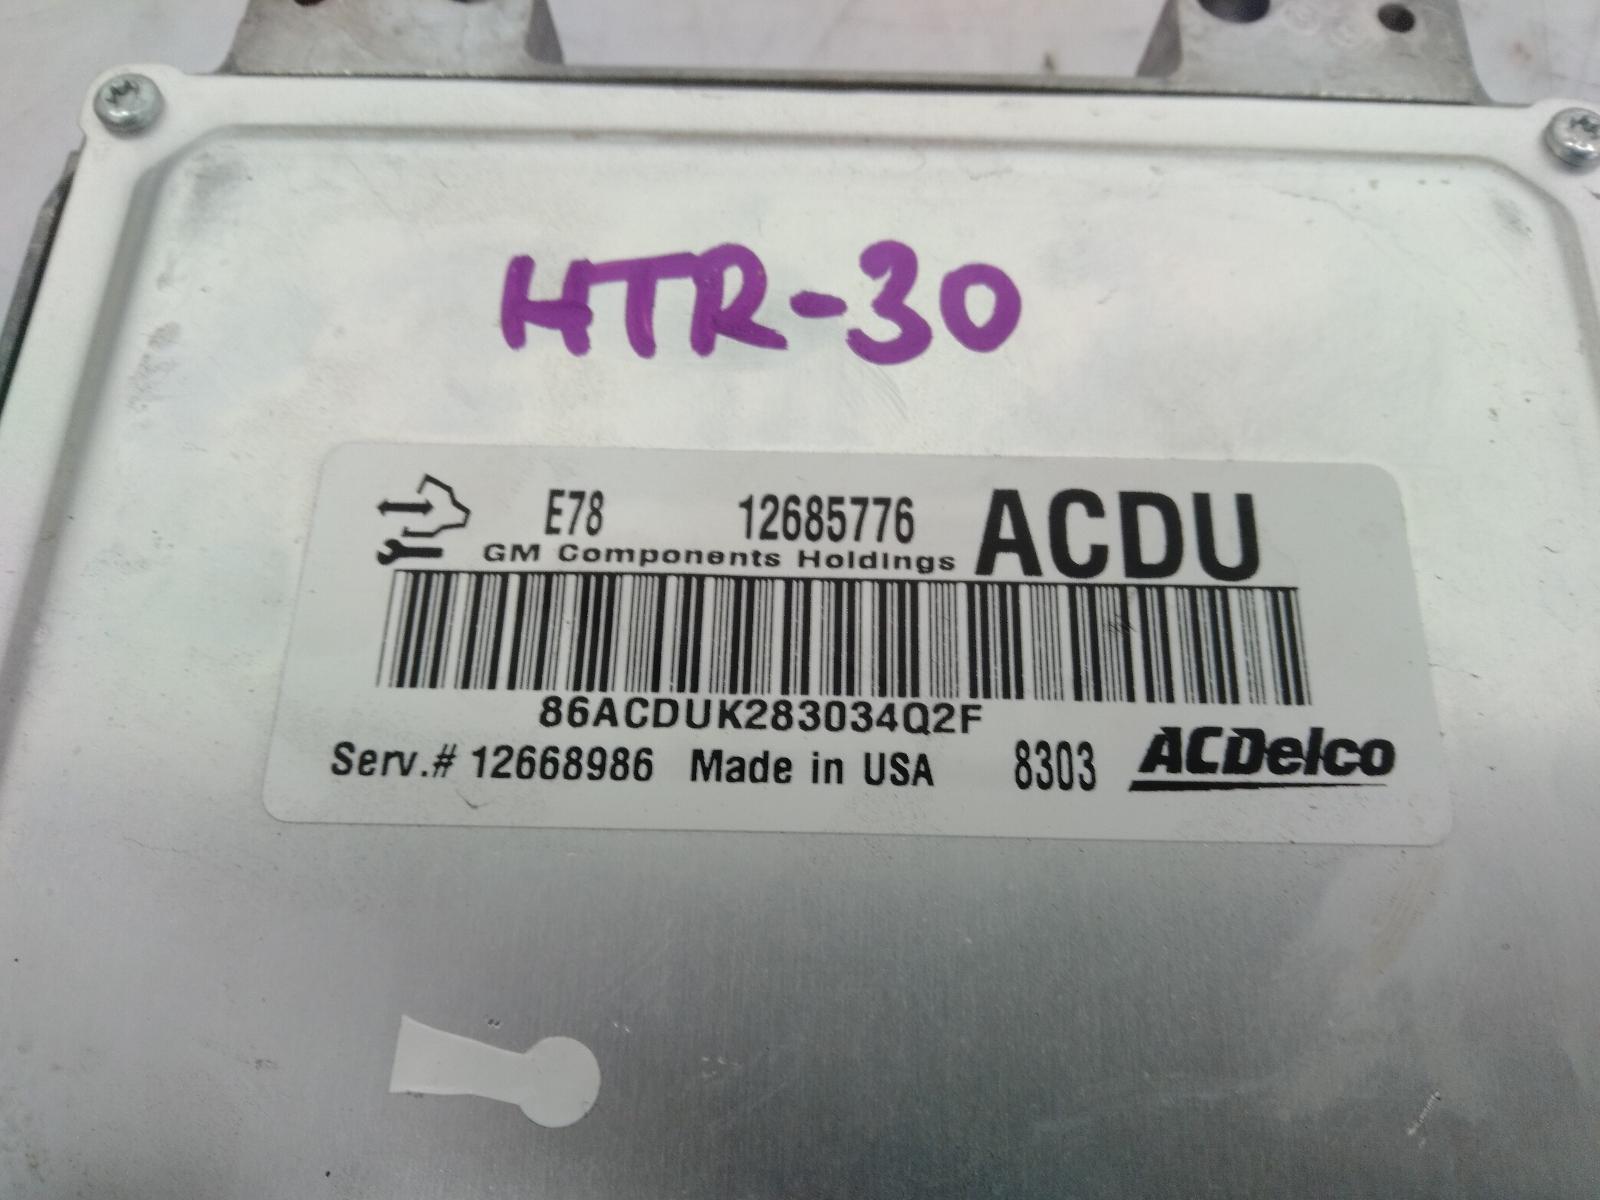 HTR-30
E78 12685776 ACDU
GM Components Holdings
86ACDUK283034Q2F
Serv.# 12668986 Made in USA 8303 ACDelco